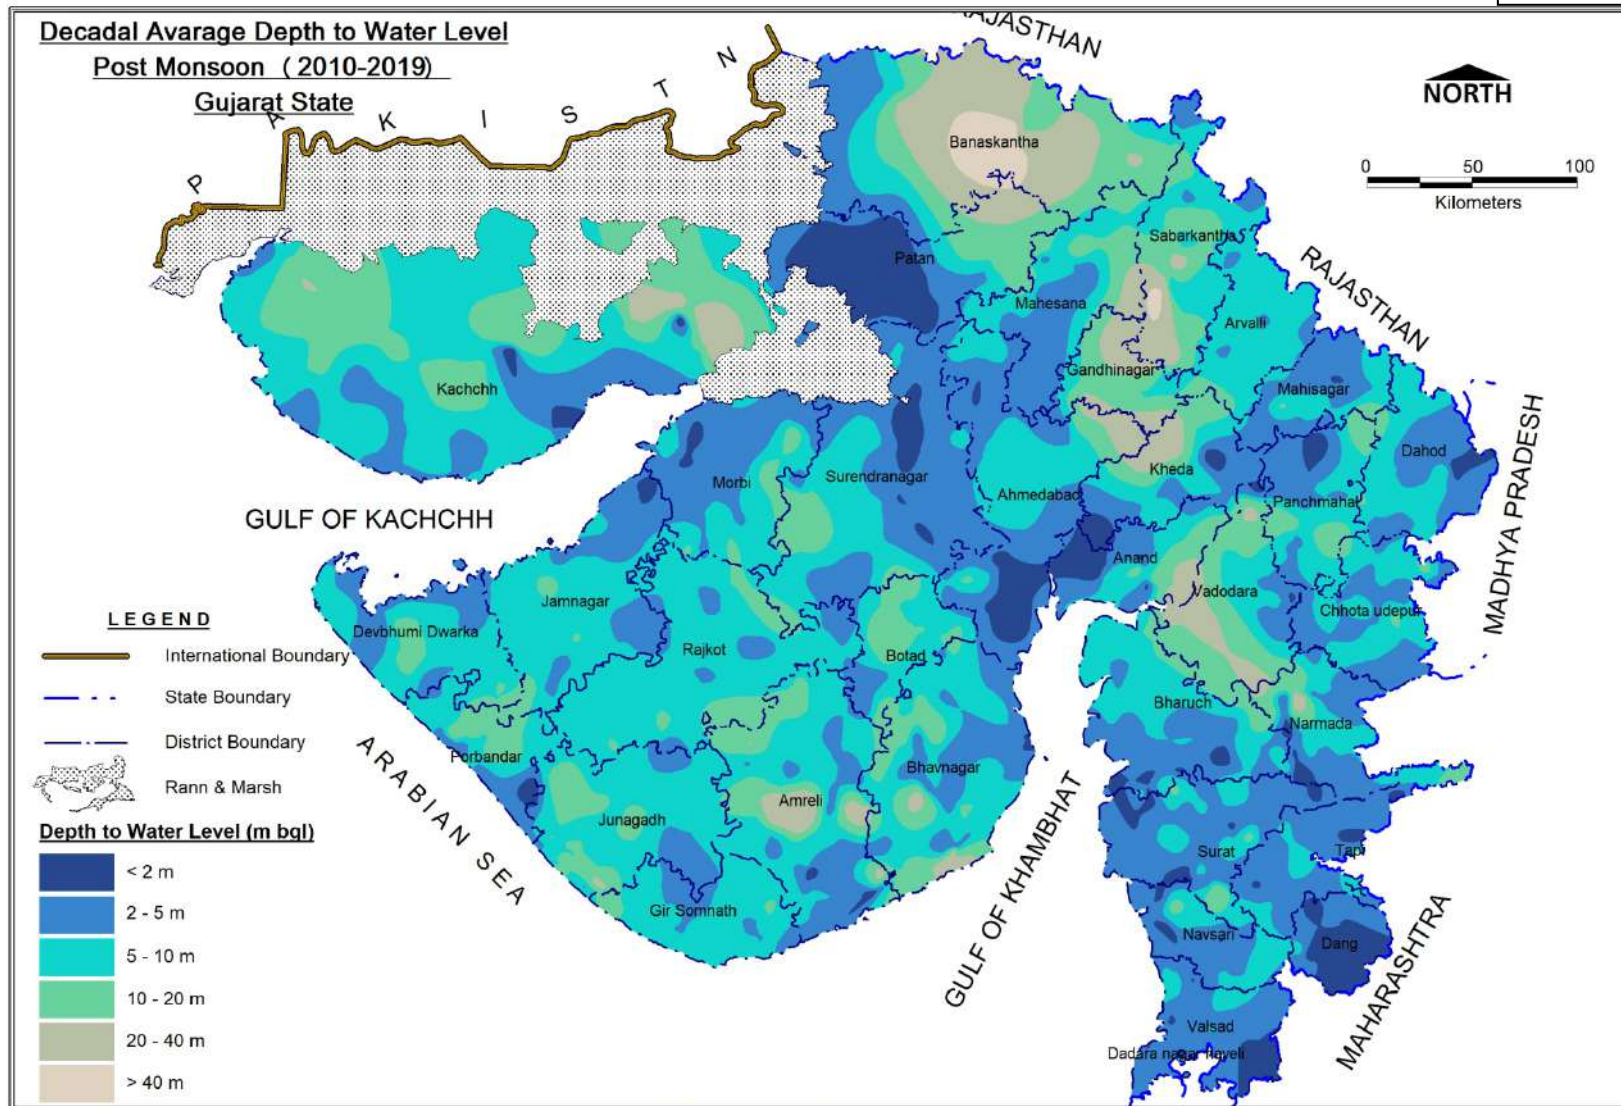 Decadal Avarage Depth to Water Level
Post Monsoon (2010-2019)
Gujarat State
PAKISTN
RAJASTHAN
NORTH
0 50 100
Kilometers
Banaskantha
Patan
Sabarkantha
RAJASTHAN
Mahesana
Arvalli
Gandhinagar
Kachchh
Mahisagar
Dahod
Kheda
Morbi
Surendranagar
Ahmedabad
Panchmahal
MADHYA PRADESH
GULF OF KACHCHH
Anand
Vadodara
Chhota udepur
Jamnagar
Devbhumi Dwarka
Rajkot
Botad
Bharuch
Narmada
Porbandar
Bhavnagar
Amreli
Junagadh
Surat
Tapi
Gir Somnath
Navsari
Dang
Valsad
Dadara nagar haveli
ARABIAN SEA
GULF OF KHAMBHAT
MAHARASHTRA
LEGEND
International Boundary
State Boundary
District Boundary
Rann & Marsh
Depth to Water Level (m bgl)
< 2 m
2 - 5 m
5 - 10 m
10 - 20 m
20 - 40 m
> 40 m